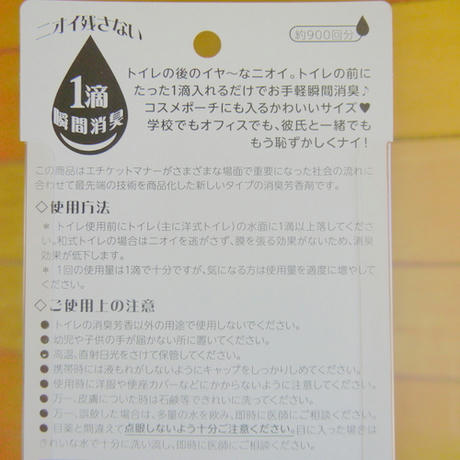 ニオイ残さない
約900回分
1滴
瞬間消臭
トイレの後のイヤ〜なニオイ。トイレの前に
たった1滴入れるだけでお手軽瞬間消臭♪
コスメポーチにも入るかわいいサイズ♥
学校でもオフィスでも、彼氏と一緒でも
もう恥ずかしくナイ!
この商品はエチケットマナーがさまざまな場面で重要になった社会の流れに
合わせて最先端の技術を商品化した新しいタイプの消臭芳香剤です。
◇使用方法
* トイレ使用前にトイレ(主に洋式トイレ)の水面に1滴以上落してくださ
い。和式トイレの場合はニオイを逃がさず、膜を張る効果がないため、消臭
効果が低下します。
* 1回の使用量は1滴で十分ですが、気になる方は使用量を適度に増やして
ください。
◇ご使用上の注意
●トイレの消臭芳香以外の用途で使用しないでください。
●幼児や子供の手が届かない所に置いてください。
●高温、直射日光をさけて保管してください。
●携帯時には液もれがしないようにキャップをしっかりしめてください。
●使用時に洋服や便座カバーなどにかからないように注意してください。
●万一、皮膚についた時は石鹸等できれいに洗ってください。
●万一、誤飲した場合は、多量の水を飲み、即時に医師にご相談ください。
●目薬と間違えて点眼しないよう十分ご注意ください。目に入った場合は
きれいな水で十分に洗い流し、即時に医師にご相談ください。